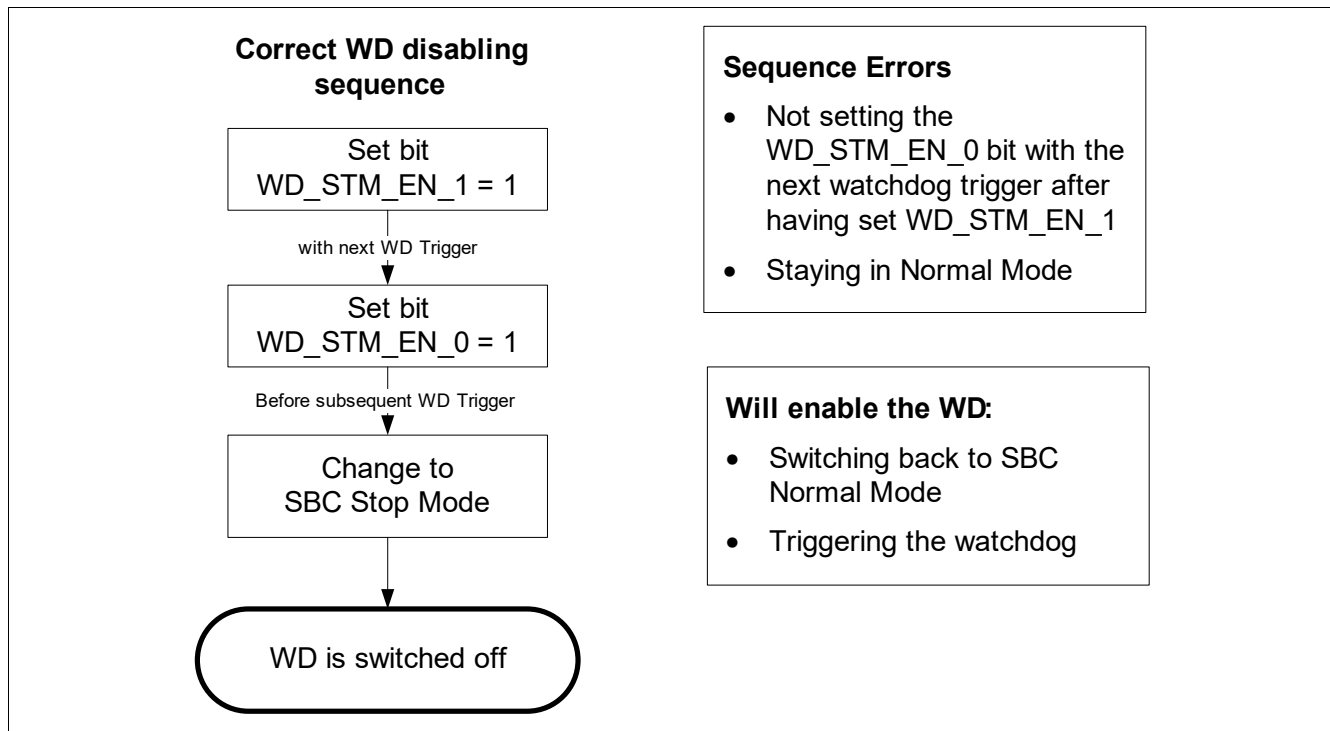 Correct WD disabling
sequence
Set bit
WD_STM_EN_1 = 1
with next WD Trigger
Set bit
WD_STM_EN_0 = 1
Before subsequent WD Trigger
Change to
SBC Stop Mode
WD is switched off
Sequence Errors
• Not setting the
WD_STM_EN_0 bit with the
next watchdog trigger after
having set WD_STM_EN_1
• Staying in Normal Mode
Will enable the WD:
• Switching back to SBC
Normal Mode
• Triggering the watchdog